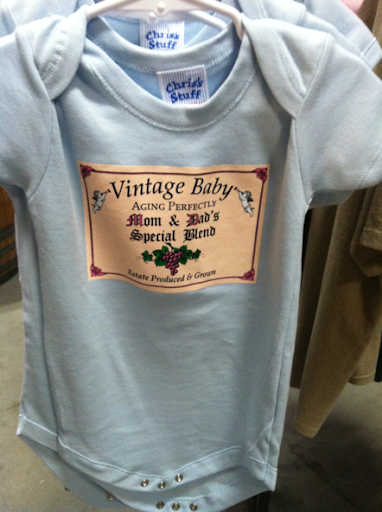 Chris's
Stuff
Chris's
Stuff
Vintage Baby
AGING PERFECTLY
Mom & Dad's
Special Blend
Estate Produced & Grown